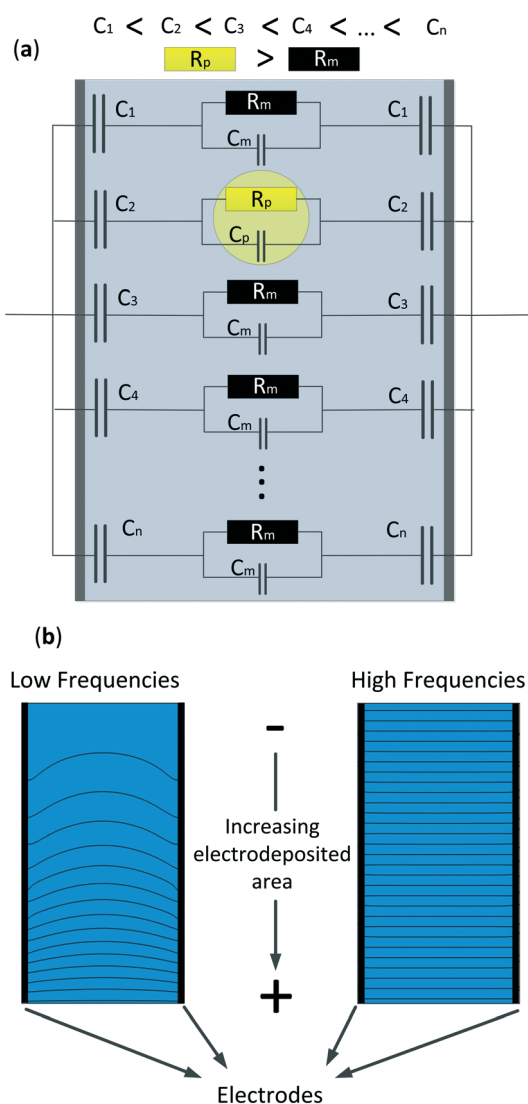 C1 < C2 < C3 < C4 < ... < Cn
(a)
Rp > Rm
C1 Rm C1
Cm
C2 Rp C2
Cp
C3 Rm C3
Cm
C4 Rm C4
Cm
Cn Rm Cn
Cm
(b)
Low Frequencies High Frequencies
-
Increasing
electrodeposited
area
+
Electrodes